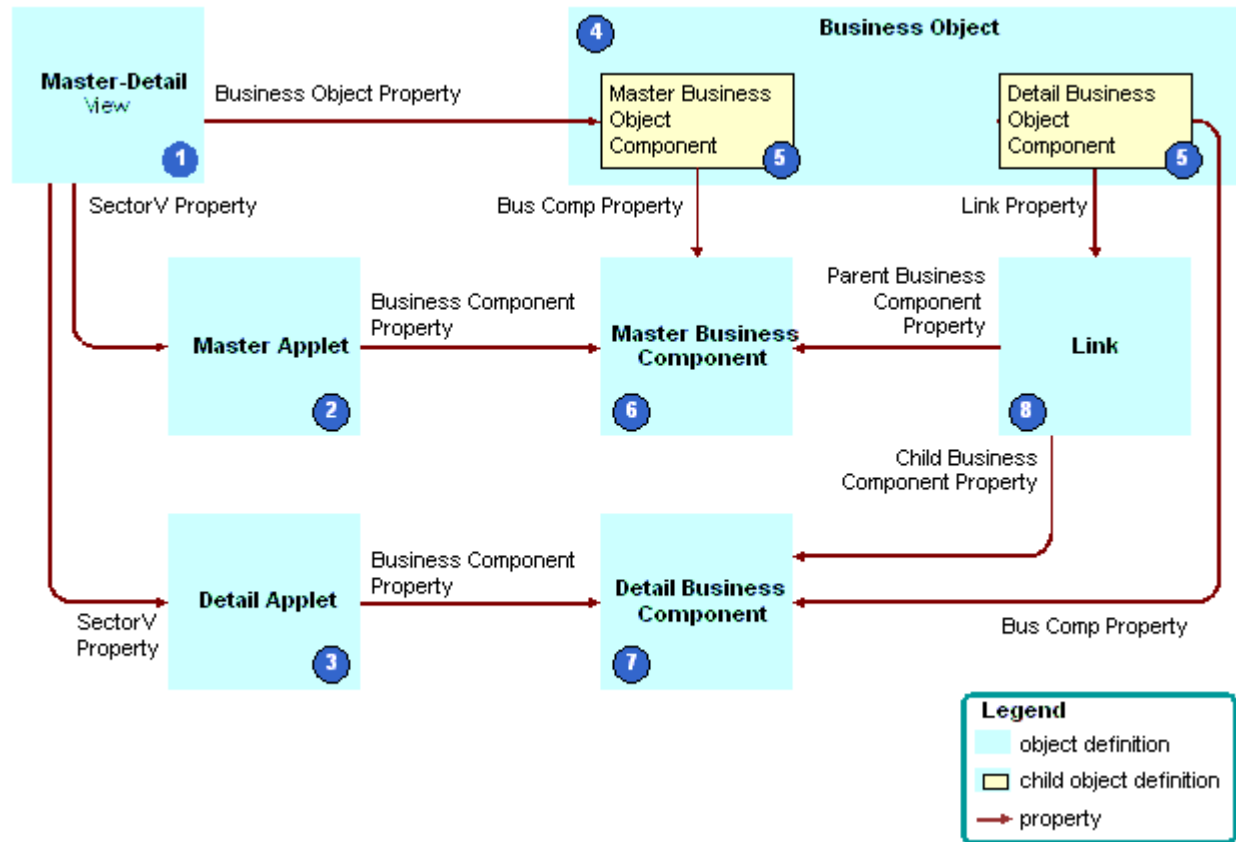 4
Business Object
Master-Detail
View
1
Business Object Property
Master Business
Object
Component
5
Detail Business
Object
Component
5
SectorV Property
Bus Comp Property
Link Property
Master Applet
2
Business Component
Property
Master Business
Component
6
Parent Business
Component
Property
Link
8
Child Business
Component Property
SectorV
Property
Detail Applet
3
Business Component
Property
Detail Business
Component
7
Bus Comp Property
Legend
object definition
child object definition
property